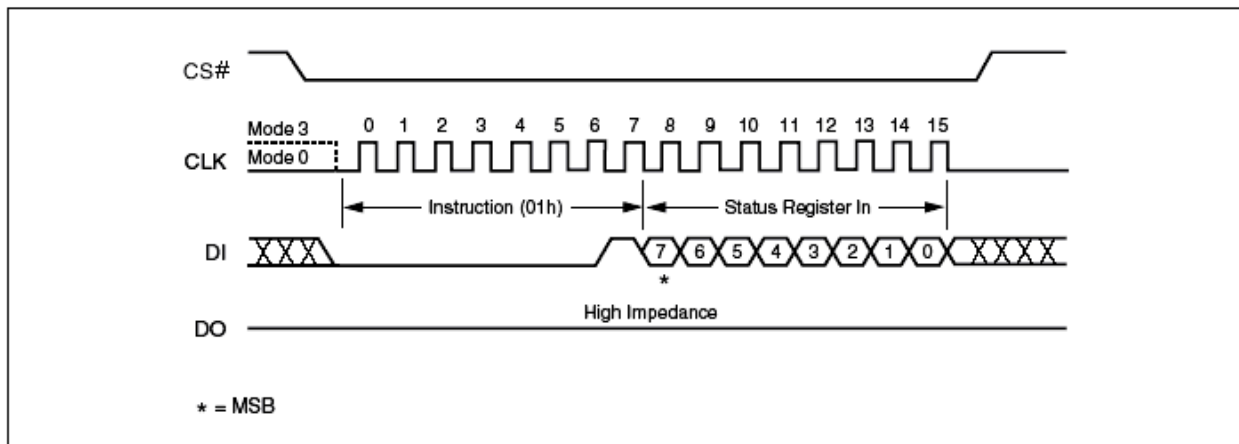 CS#
Mode 3
0 1 2 3 4 5 6 7 8 9 10 11 12 13 14 15
CLK
Mode 0
Instruction (01h) Status Register In
DI
7 6 5 4 3 2 1 0
*
High Impedance
DO
* = MSB